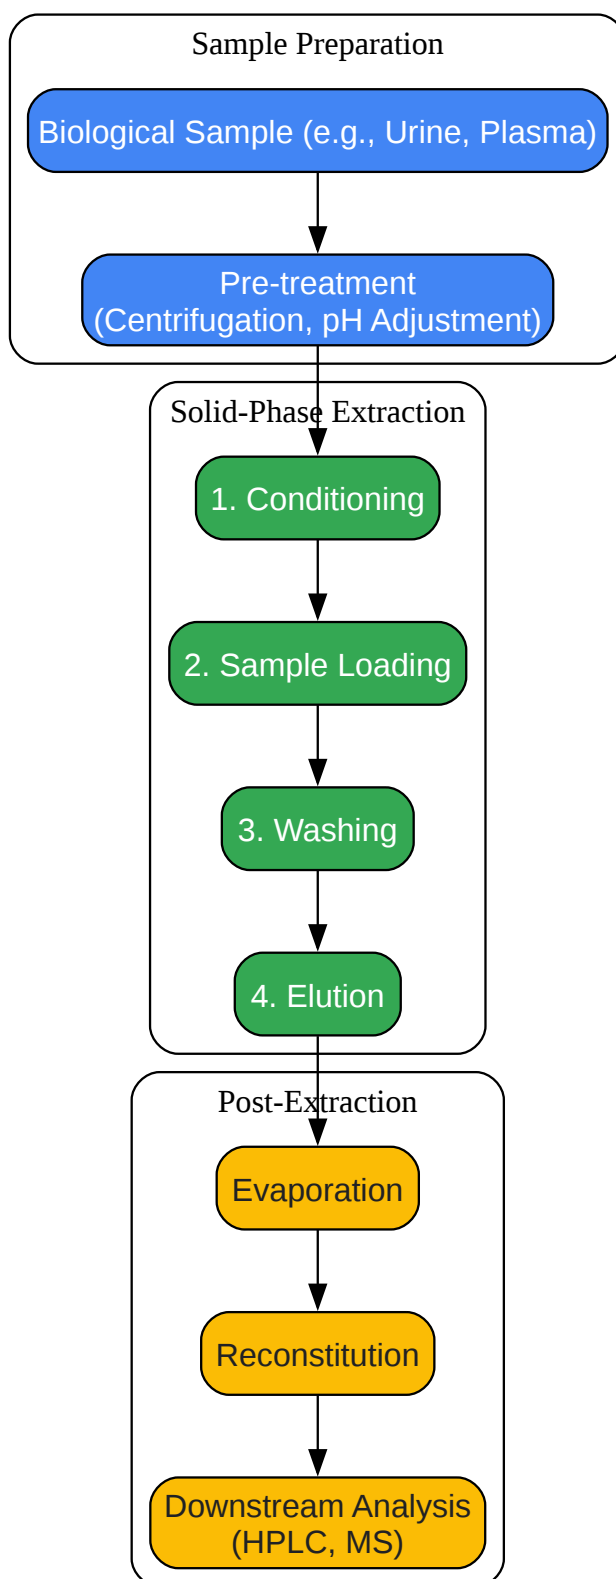 Sample Preparation
Biological Sample (e.g., Urine, Plasma)
Pre-treatment
(Centrifugation, pH Adjustment)
Solid-Phase Extraction
1. Conditioning
2. Sample Loading
3. Washing
4. Elution
Post-Extraction
Evaporation
Reconstitution
Downstream Analysis
(HPLC, MS)